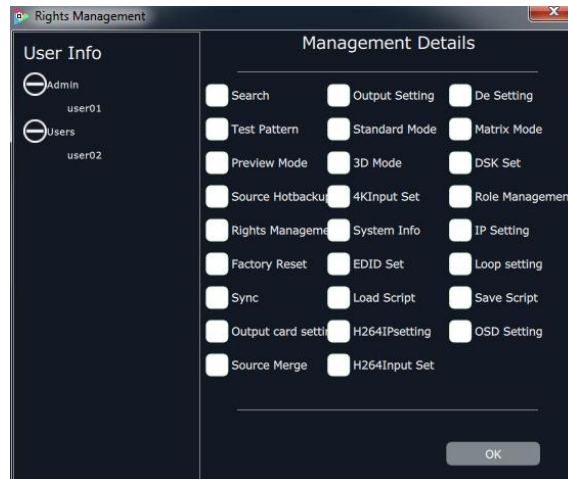 Rights Management
User Info
Admin
user01
Users
user02
Management Details
Search Output Setting De Setting
Test Pattern Standard Mode Matrix Mode
Preview Mode 3D Mode DSK Set
Source Hotbackup 4KInput Set Role Managemen
Rights Manageme System Info IP Setting
Factory Reset EDID Set Loop setting
Sync Load Script Save Script
Output card settin H264IPsetting OSD Setting
Source Merge H264Input Set
OK